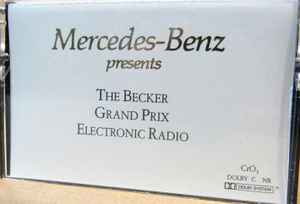 Mercedes-Benz
presents
THE BECKER
GRAND PRIX
ELECTRONIC RADIO
CrO₂
DOLBY C NR
DOLBY SYSTEM